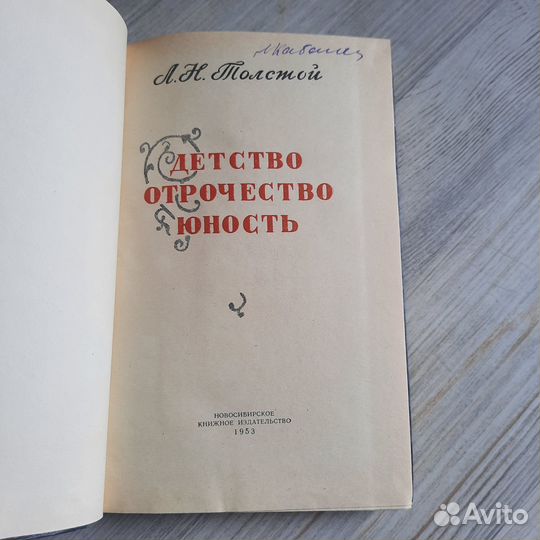 Л. Н. Толстой
ДЕТСТВО
ОТРОЧЕСТВО
ЮНОСТЬ
НОВОСИБИРСКОЕ
КНИЖНОЕ ИЗДАТЕЛЬСТВО
1953
Avito